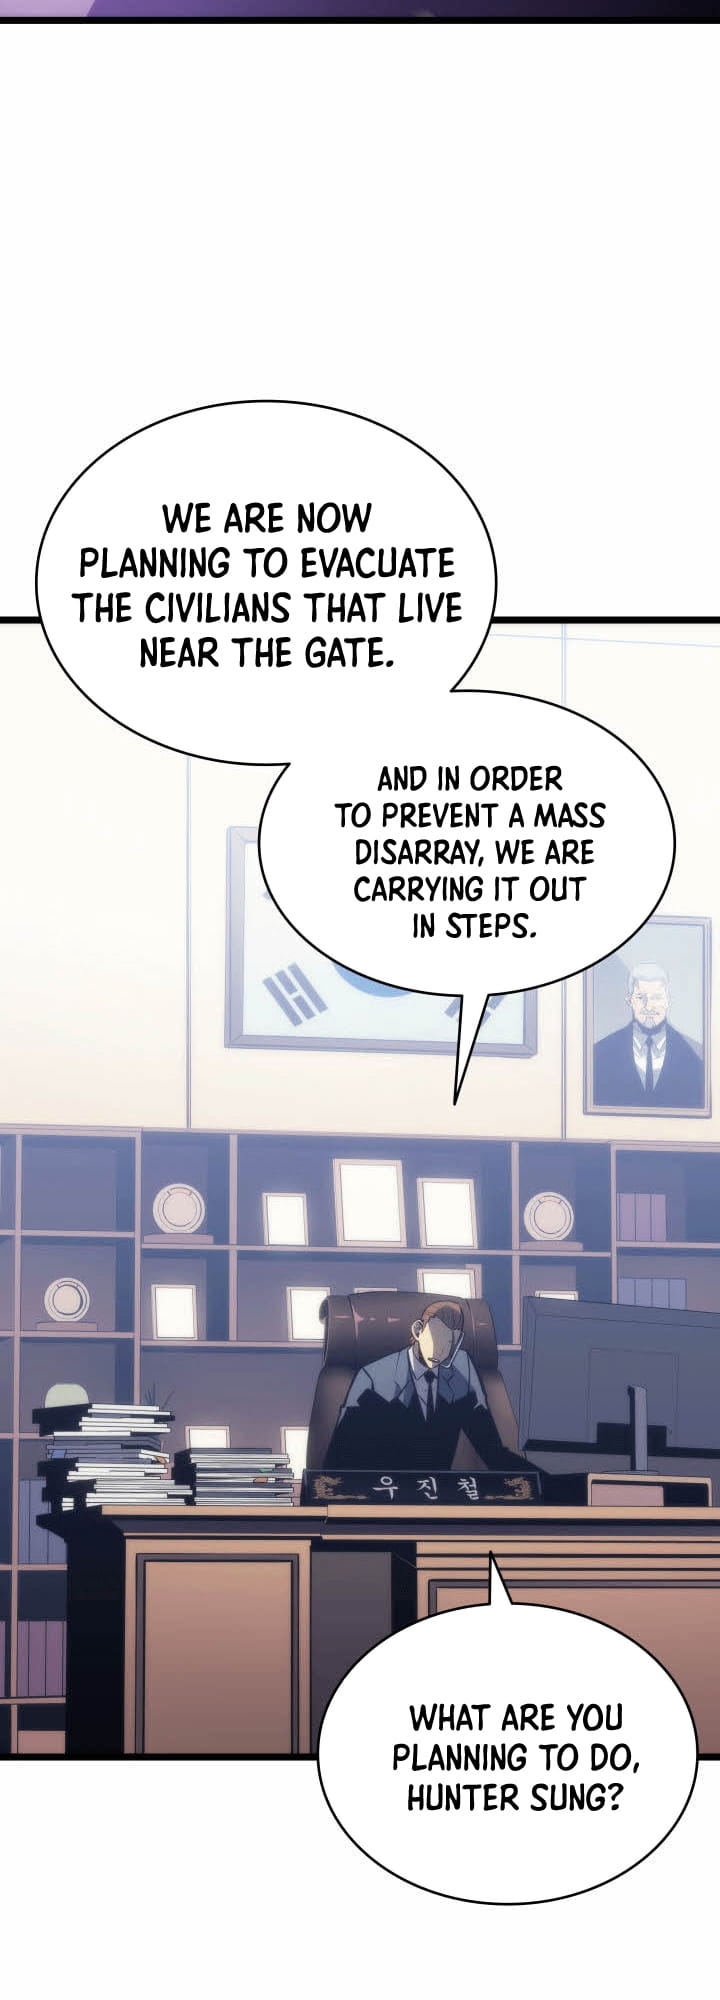 WE ARE NOW
PLANNING TO EVACUATE
THE CIVILIANS THAT LIVE
NEAR THE GATE.
AND IN ORDER
TO PREVENT A MASS
DISARRAY, WE ARE
CARRYING IT OUT
IN STEPS.
우진철
WHAT ARE YOU
PLANNING TO DO,
HUNTER SUNG?